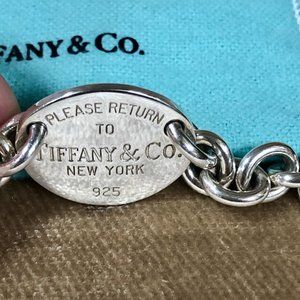 TIFFANY & CO.
PLEASE RETURN
TO
TIFFANY & CO.
NEW YORK
925